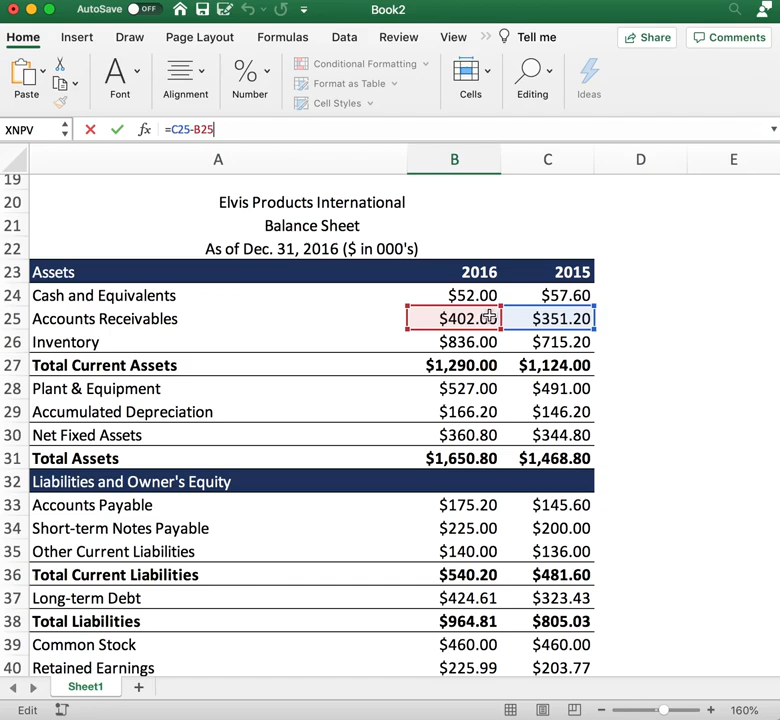 AutoSave OFF Book2
Home Insert Draw Page Layout Formulas Data Review View Tell me Share Comments
Conditional Formatting
Format as Table
Cell Styles
Paste Font Alignment Number Cells Editing Ideas
XNPV fx =C25-B25
A B C D E
19
20 Elvis Products International
21 Balance Sheet
22 As of Dec. 31, 2016 ($ in 000's)
23 Assets 2016 2015
24 Cash and Equivalents $52.00 $57.60
25 Accounts Receivables $351.20
26 Inventory $836.00 $715.20
27 Total Current Assets $1,290.00 $1,124.00
28 Plant & Equipment $527.00 $491.00
29 Accumulated Depreciation $166.20 $146.20
30 Net Fixed Assets $360.80 $344.80
31 Total Assets $1,650.80 $1,468.80
32 Liabilities and Owner's Equity
33 Accounts Payable $175.20 $145.60
34 Short-term Notes Payable $225.00 $200.00
35 Other Current Liabilities $140.00 $136.00
36 Total Current Liabilities $540.20 $481.60
37 Long-term Debt $424.61 $323.43
38 Total Liabilities $964.81 $805.03
39 Common Stock $460.00 $460.00
40 Retained Earnings $225.99 $203.77
Sheet1
Edit 160%